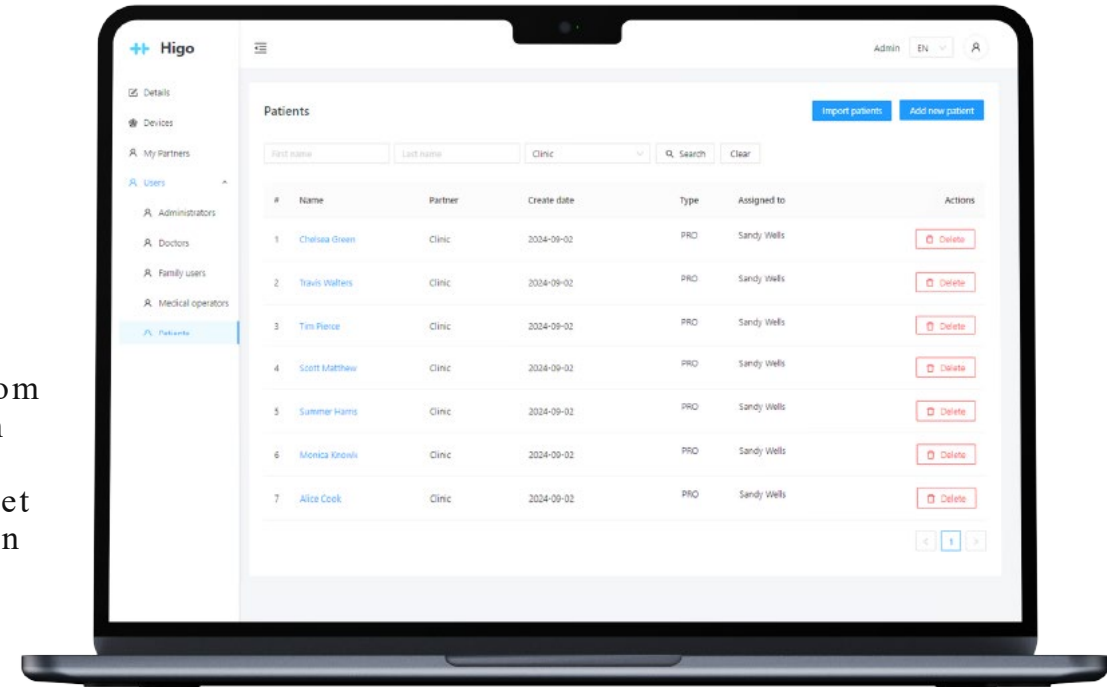 Higo
Admin EN
Details
Devices
My Partners
Users
Administrators
Doctors
Family users
Medical operators
Patients
Patients
Import patients Add new patient
First name Last name Clinic Search Clear
# Name Partner Create date Type Assigned to Actions
1 Chelsea Green Clinic 2024-09-02 PRO Sandy Wells Delete
2 Travis Walters Clinic 2024-09-02 PRO Sandy Wells Delete
3 Tim Pierce Clinic 2024-09-02 PRO Sandy Wells Delete
4 Scott Matthew Clinic 2024-09-02 PRO Sandy Wells Delete
5 Summer Harris Clinic 2024-09-02 PRO Sandy Wells Delete
6 Monica Clinic 2024-09-02 PRO Sandy Wells Delete
7 Alice Cook Clinic 2024-09-02 PRO Sandy Wells Delete
< 1 >
om
et
n